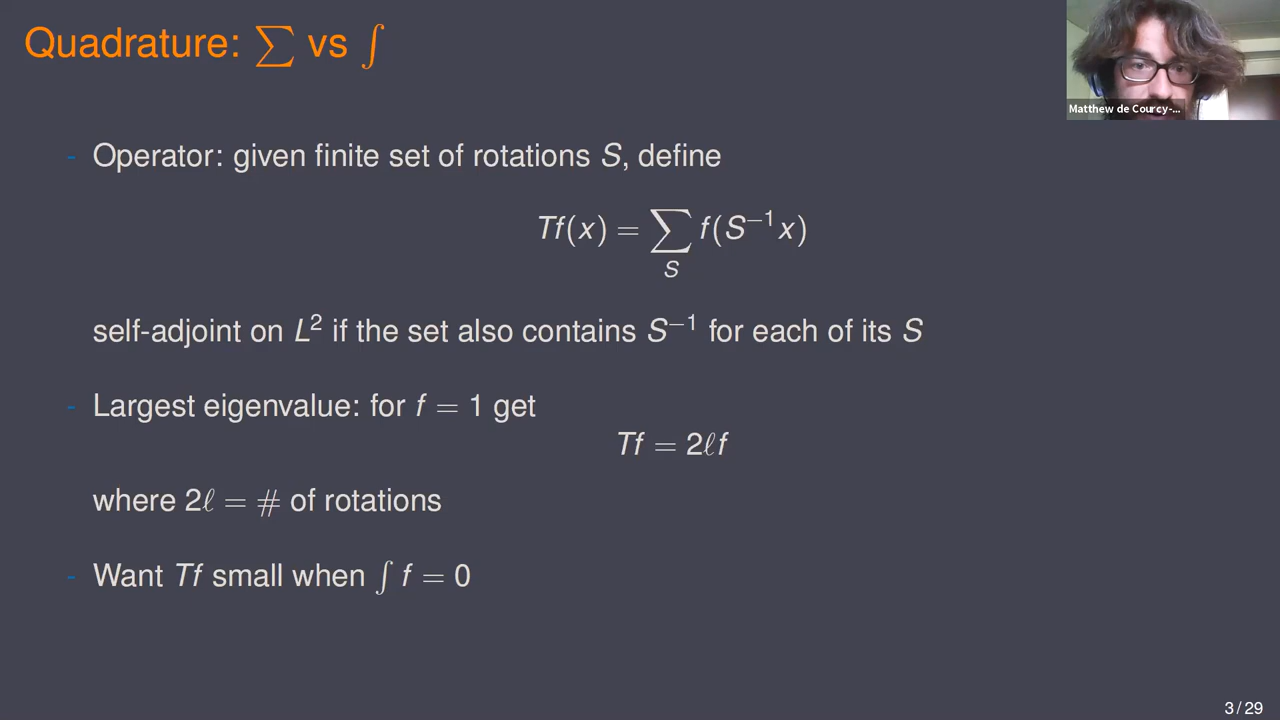 Quadrature: ∑ vs ∫
Matthew de Courcy-...
- Operator: given finite set of rotations S, define
Tf(x) = ∑_S f(S⁻¹x)
self-adjoint on L² if the set also contains S⁻¹ for each of its S
- Largest eigenvalue: for f = 1 get
Tf = 2ℓf
where 2ℓ = # of rotations
- Want Tf small when ∫ f = 0
3 / 29